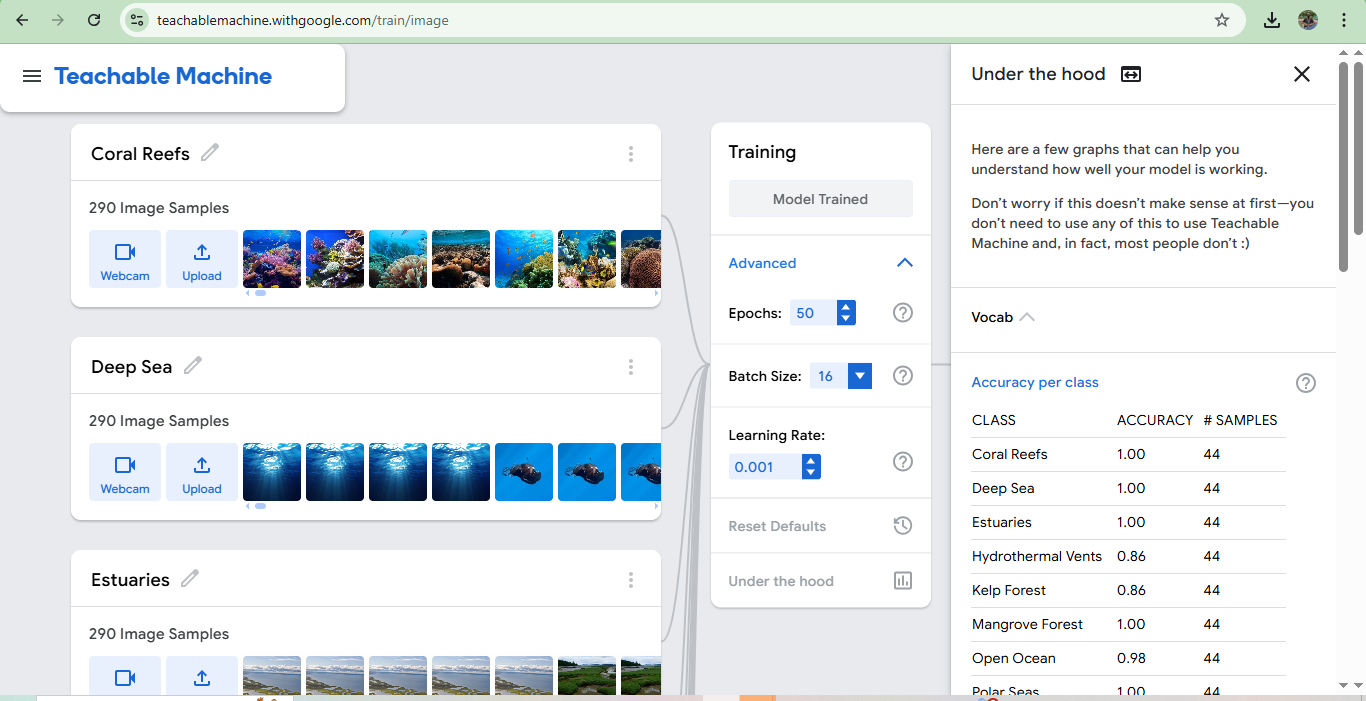 teachablemachine.withgoogle.com/train/image
Teachable Machine
Coral Reefs
290 Image Samples
Webcam
Upload
Deep Sea
290 Image Samples
Webcam
Upload
Estuaries
290 Image Samples
Training
Model Trained
Advanced
Epochs: 50
Batch Size: 16
Learning Rate:
0.001
Reset Defaults
Under the hood
Under the hood
Here are a few graphs that can help you
understand how well your model is working.
Don’t worry if this doesn’t make sense at first—you
don’t need to use any of this to use Teachable
Machine and, in fact, most people don’t :)
Vocab
Accuracy per class
CLASS ACCURACY # SAMPLES
Coral Reefs 1.00 44
Deep Sea 1.00 44
Estuaries 1.00 44
Hydrothermal Vents 0.86 44
Kelp Forest 0.86 44
Mangrove Forest 1.00 44
Open Ocean 0.98 44
Polar Seas 1.00 44